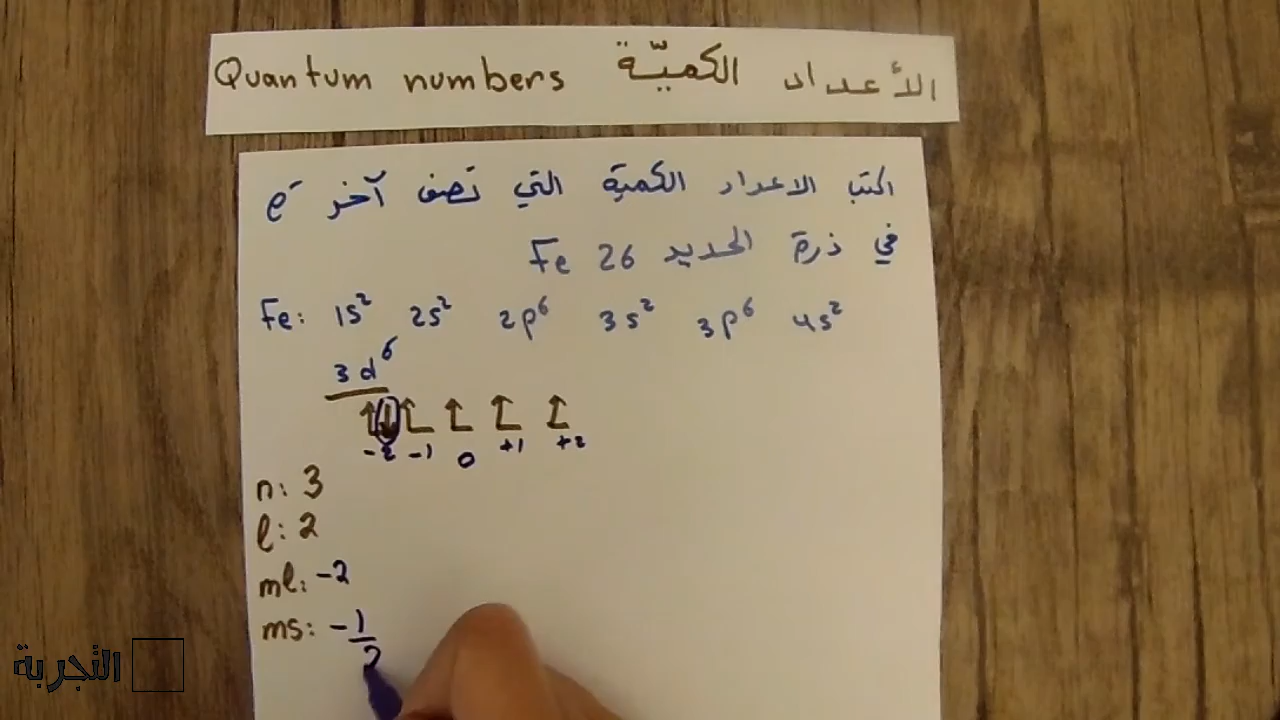 Quantum numbers الأعداد الكميّة
اكتب الاعداد الكمية التي تصف آخر e⁻
في ذرة الحديد Fe 26
Fe: 1s² 2s² 2p⁶ 3s² 3p⁶ 4s²
3d⁶
-2 -1 0 +1 +2
n: 3
l: 2
ml: -2
ms: -1/2
التجربة